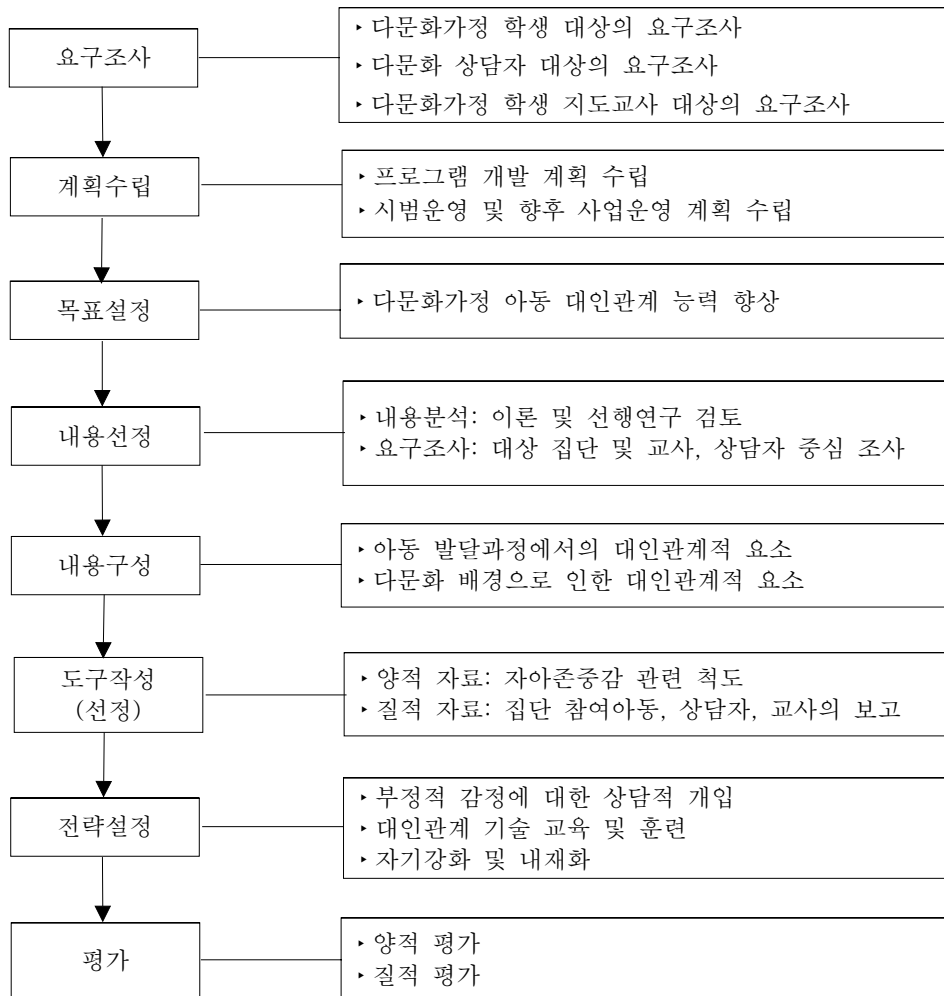 요구조사
‣다문화가정 학생 대상의 요구조사
‣다문화 상담자 대상의 요구조사
‣다문화가정 학생 지도교사 대상의 요구조사
계획수립
‣프로그램 개발 계획 수립
‣시범운영 및 향후 사업운영 계획 수립
목표설정
‣다문화가정 아동 대인관계 능력 향상
내용선정
‣내용분석: 이론 및 선행연구 검토
‣요구조사: 대상 집단 및 교사, 상담자 중심 조사
내용구성
‣아동 발달과정에서의 대인관계적 요소
‣다문화 배경으로 인한 대인관계적 요소
도구작성
(선정)
‣양적 자료: 자아존중감 관련 척도
‣질적 자료: 집단 참여아동, 상담자, 교사의 보고
전략설정
‣부정적 감정에 대한 상담적 개입
‣대인관계 기술 교육 및 훈련
‣자기강화 및 내재화
평가
‣양적 평가
‣질적 평가